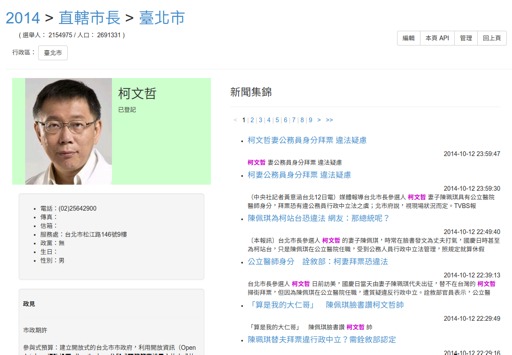 2014 > 直轄市長 > 臺北市
( 選舉人： 2154975 / 人口： 2691331 )
編輯 本頁 API 管理 回上頁
行政區： 臺北市
柯文哲
已登記
電話：(02)25642900
傳真：
信箱：
服務處：台北市松江路146號9樓
政黨：無
生日：
性別：男
政見
市政期許
參與式預算：建立開放式的台北市市政府，利用開放資訊（Open
新聞集錦
< 1 | 2 | 3 | 4 | 5 | 6 | 7 | 8 | 9 > >>
柯文哲妻公務員身分拜票 違法疑慮
2014-10-12 23:59:47
柯文哲 妻公務員身分拜票 違法疑慮
柯妻公務員身分拜票 違法疑慮
2014-10-12 23:59:30
（中央社記者黃意涵台北12日電）媒體報導台北市長參選人 柯文哲 妻子陳珮琪具有公立醫院
醫師身分，拜票恐有違公務員行政中立法之虞；北市府說，視現場狀況而定。TVBS報
陳佩琪為柯站台恐違法 網友：那總統呢？
2014-10-12 22:49:40
〔本報訊〕台北市長參選人 柯文哲 的妻子陳佩琪，時常在臉書發文為丈夫打氣，國慶日時甚至
為柯站台，只是陳佩琪在公立醫院任職，受到公務人員行政中立法管理，照規定就算休假
公立醫師身分　詮敘部：柯妻拜票恐違法
2014-10-12 22:39:13
台北市長參選人 柯文哲 日前訪美，國慶日當天由妻子陳珮琪代夫出征，替不在台灣的 柯文哲
掃街拜票，但因為陳佩琪在公立醫院任職，遭質疑違反行政中立。詮敘部官員表示，公立醫
「算是我的大仁哥」　陳佩琪臉書讚柯文哲帥
2014-10-12 22:29:49
「算是我的大仁哥」　陳佩琪臉書讚 柯文哲 帥
陳珮琪替夫拜票違行政中立？需銓敘部認定
2014-10-12 22:29:16